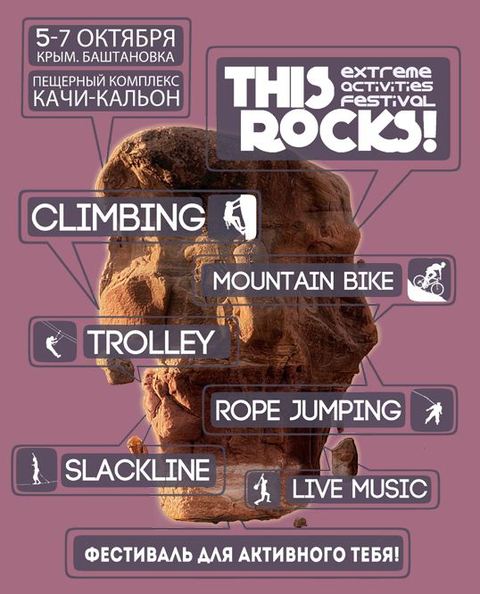 5-7 ОКТЯБРЯ
КРЫМ. БАШТАНОВКА
ПЕЩЕРНЫЙ КОМПЛЕКС
КАЧИ-КАЛЬОН
THIS
ROCKS!
extreme
activities
festival
CLIMBING
MOUNTAIN BIKE
TROLLEY
ROPE JUMPING
SLACKLINE
LIVE MUSIC
ФЕСТИВАЛЬ ДЛЯ АКТИВНОГО ТЕБЯ!